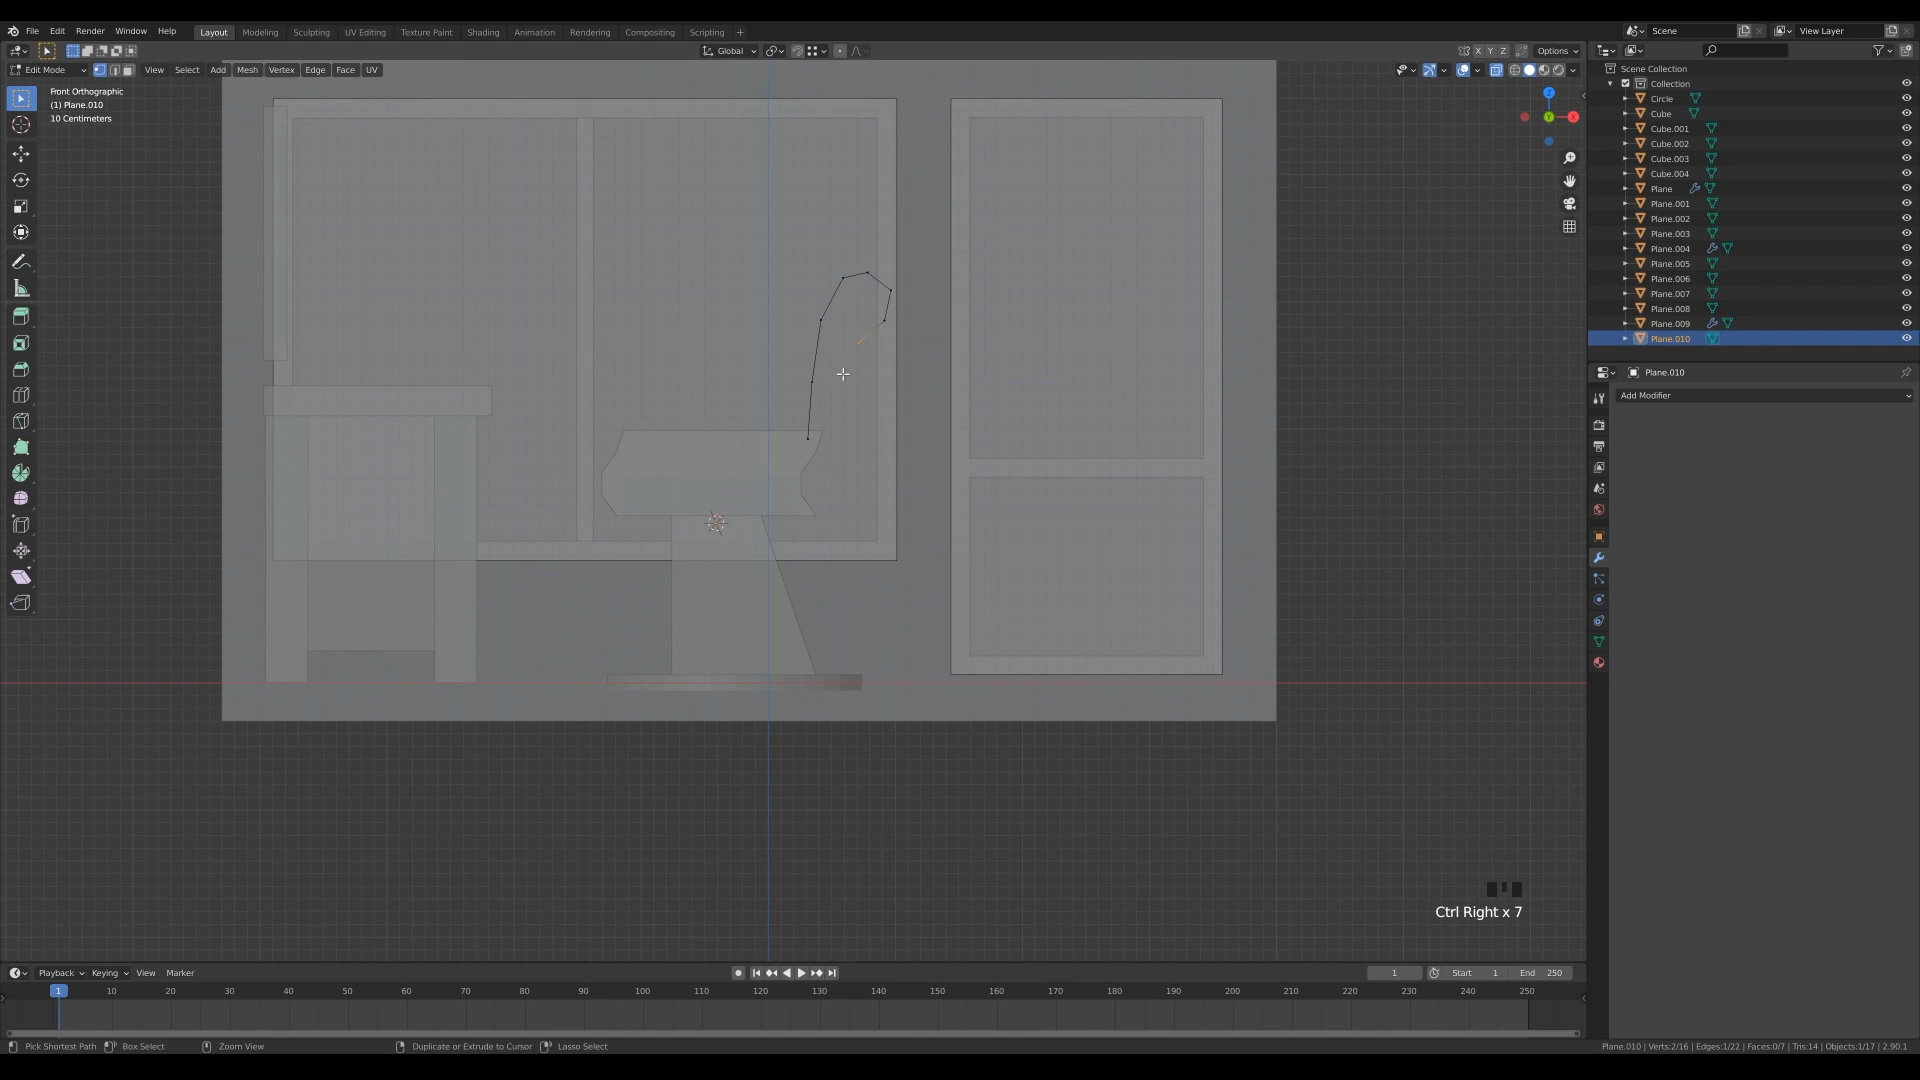 File Edit Render Window Help Layout Modeling Sculpting UV Editing Texture Paint Shading Animation Rendering Compositing Scripting + Scene View Layer
Global X Y Z Options
Edit Mode View Select Add Mesh Vertex Edge Face UV
Front Orthographic
(1) Plane.010
10 Centimeters
Z
Y
X
Scene Collection
Collection
Circle
Cube
Cube.001
Cube.002
Cube.003
Cube.004
Plane
Plane.001
Plane.002
Plane.003
Plane.004
Plane.005
Plane.006
Plane.007
Plane.008
Plane.009
Plane.010
Plane.010
Add Modifier
Ctrl Right x 7
Playback Keying View Marker 1 Start 1 End 250
1 10 20 30 40 50 60 70 80 90 100 110 120 130 140 150 160 170 180 190 200 210 220 230 240 250
Pick Shortest Path Box Select Zoom View Duplicate or Extrude to Cursor Lasso Select Plane.010 | Verts:2/16 | Edges:1/22 | Faces:0/7 | Tris:14 | Objects:1/17 | 2.90.1